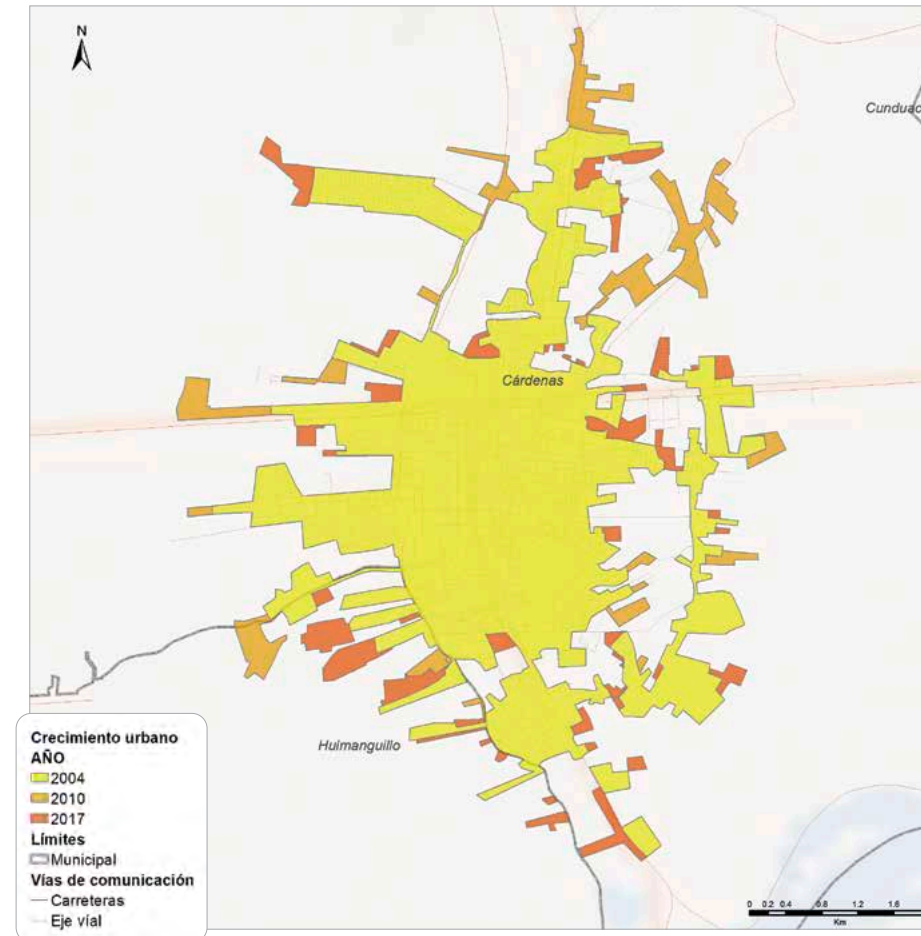 N
Cunduac
Cárdenas
Huimanguillo
Crecimiento urbano
AÑO
2004
2010
2017
Límites
Municipal
Vías de comunicación
Carreteras
Eje víal
0 0.2 0.4 0.8 1.2 1.6
Km